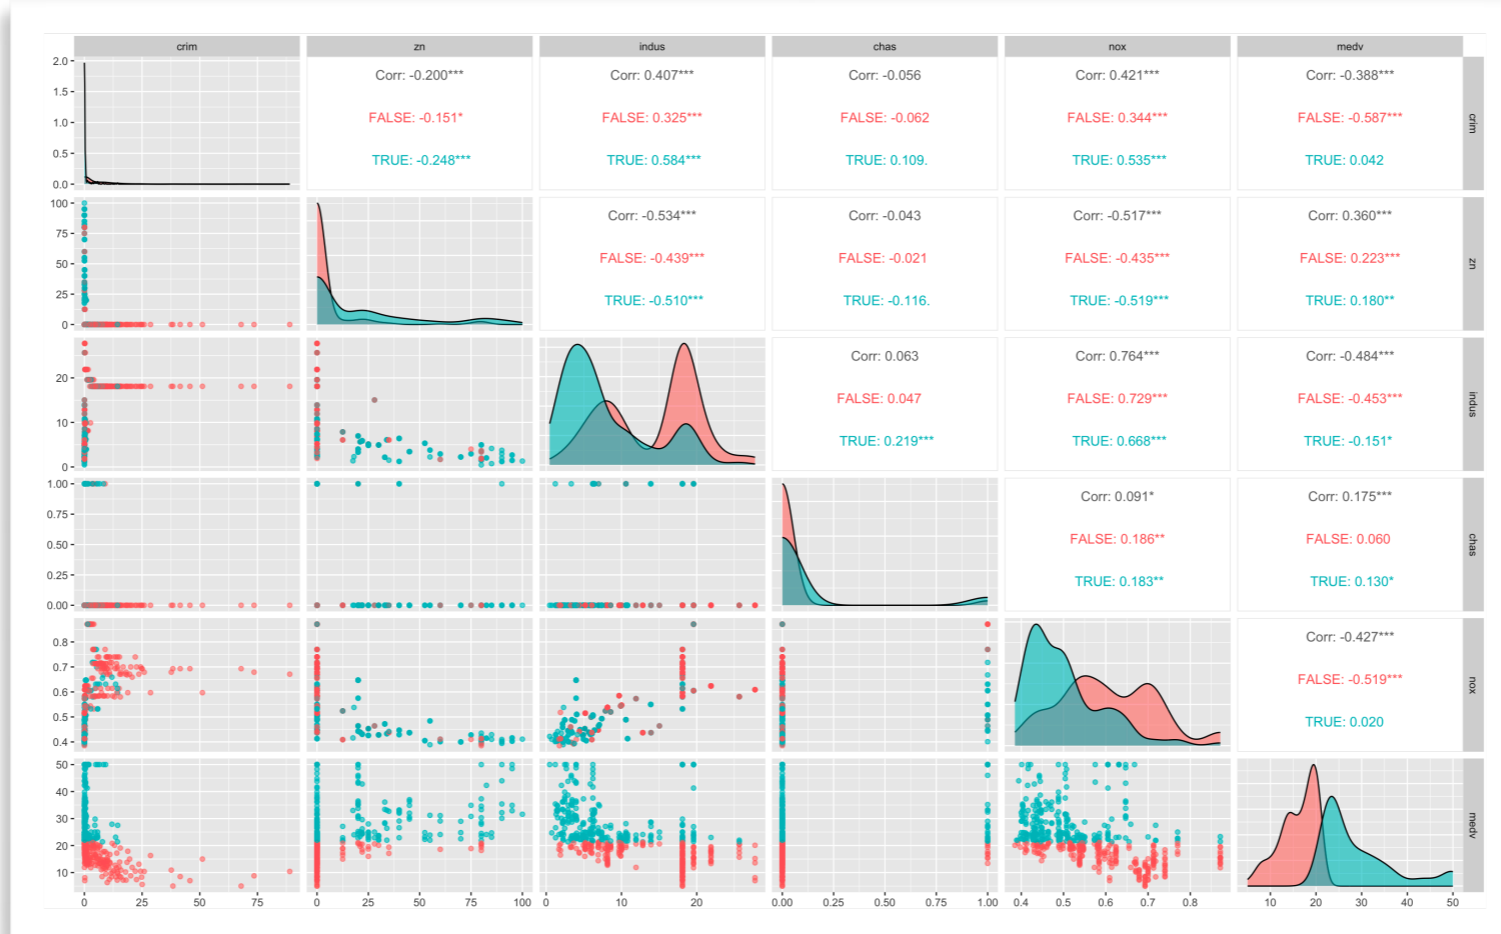 crim zn indus chas nox medv
2.0 Corr: -0.200*** Corr: 0.407*** Corr: -0.056 Corr: 0.421*** Corr: -0.388***
1.5
1.0 FALSE: -0.151* FALSE: 0.325*** FALSE: -0.062 FALSE: 0.344*** FALSE: -0.587*** crim
0.5 TRUE: -0.248*** TRUE: 0.584*** TRUE: 0.109. TRUE: 0.535*** TRUE: 0.042
0.0
100 Corr: -0.534*** Corr: -0.043 Corr: -0.517*** Corr: 0.360***
75
50 FALSE: -0.439*** FALSE: -0.021 FALSE: -0.435*** FALSE: 0.223*** zn
25 TRUE: -0.510*** TRUE: -0.116. TRUE: -0.519*** TRUE: 0.180**
0
Corr: 0.063 Corr: 0.764*** Corr: -0.484***
20
10 FALSE: 0.047 FALSE: 0.729*** FALSE: -0.453*** indus
TRUE: 0.219*** TRUE: 0.668*** TRUE: -0.151*
0
1.00 Corr: 0.091* Corr: 0.175***
0.75
0.50 FALSE: 0.186** FALSE: 0.060 chas
0.25 TRUE: 0.183** TRUE: 0.130*
0.00
0.8 Corr: -0.427***
0.7
0.6 FALSE: -0.519*** nox
0.5 TRUE: 0.020
0.4
50
40
30 medv
20
10
0 25 50 75 0 25 50 75 100 0 10 20 0.00 0.25 0.50 0.75 1.00 0.4 0.5 0.6 0.7 0.8 10 20 30 40 50